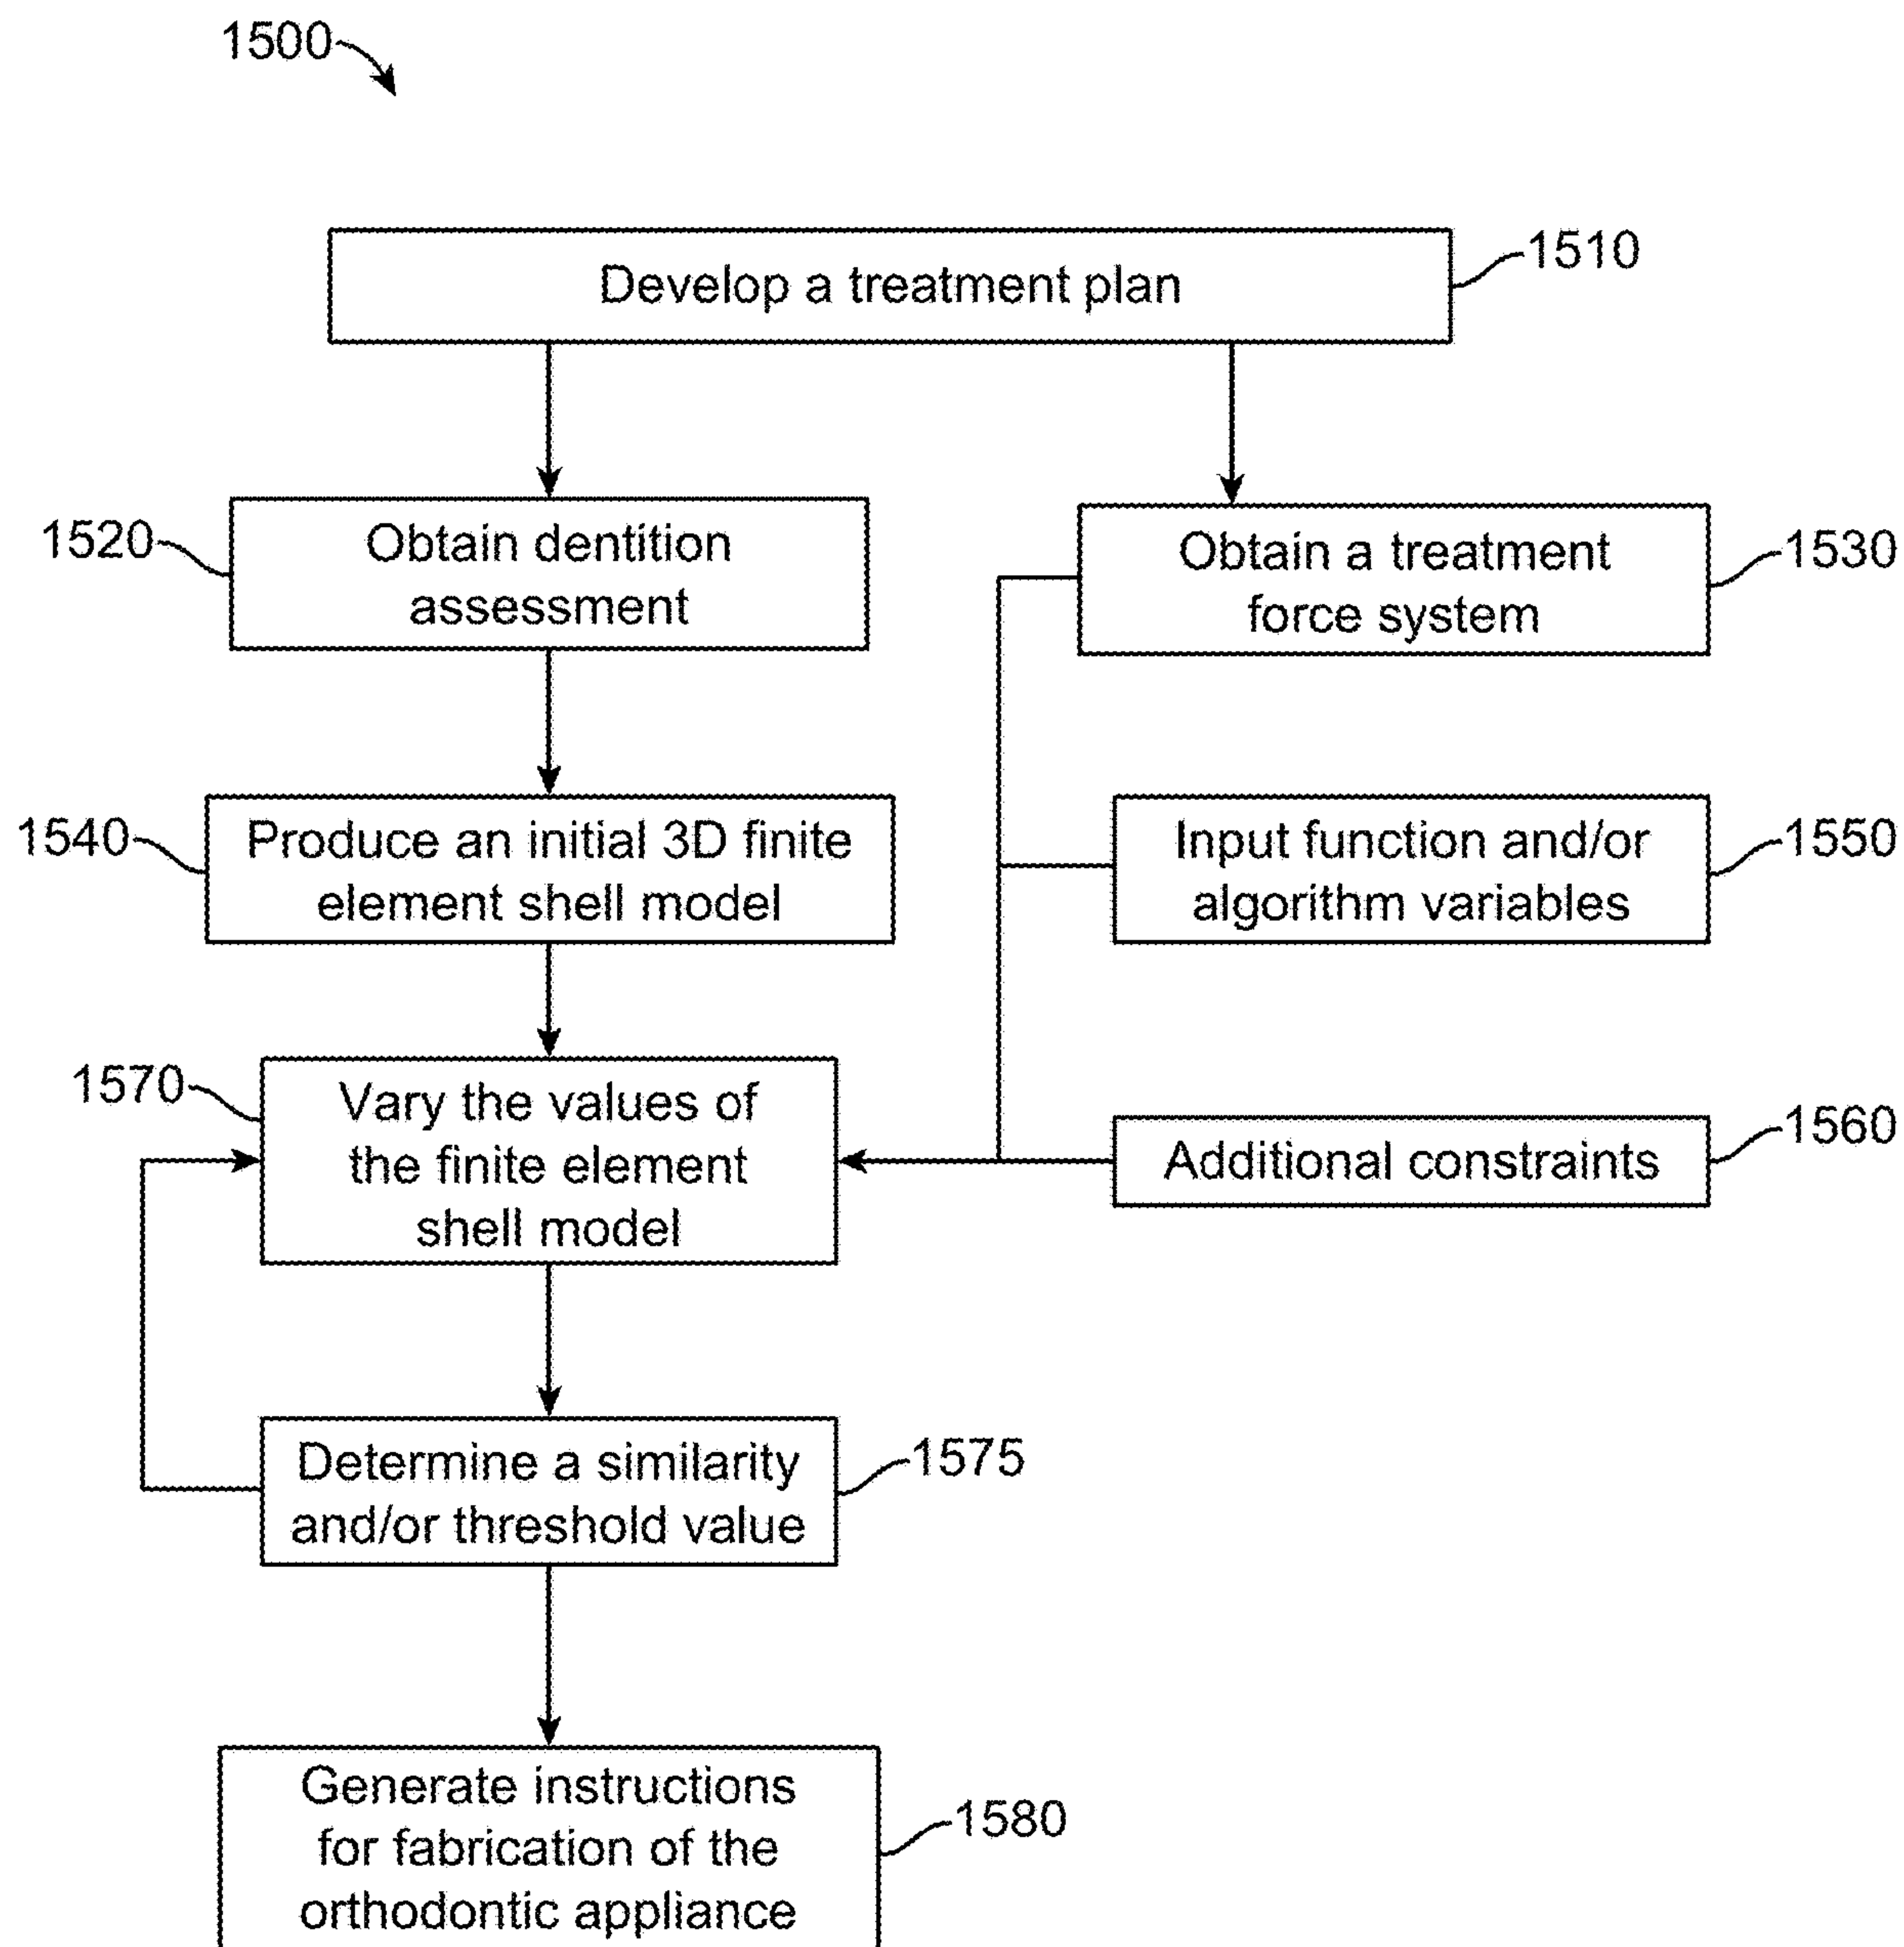 1500
Develop a treatment plan
1510
1520
Obtain dentition
assessment
Obtain a treatment
force system
1530
1540
Produce an initial 3D finite
element shell model
Input function and/or
algorithm variables
1550
1570
Vary the values of
the finite element
shell model
Additional constraints
1560
Determine a similarity
and/or threshold value
1575
Generate instructions
for fabrication of the
orthodontic appliance
1580